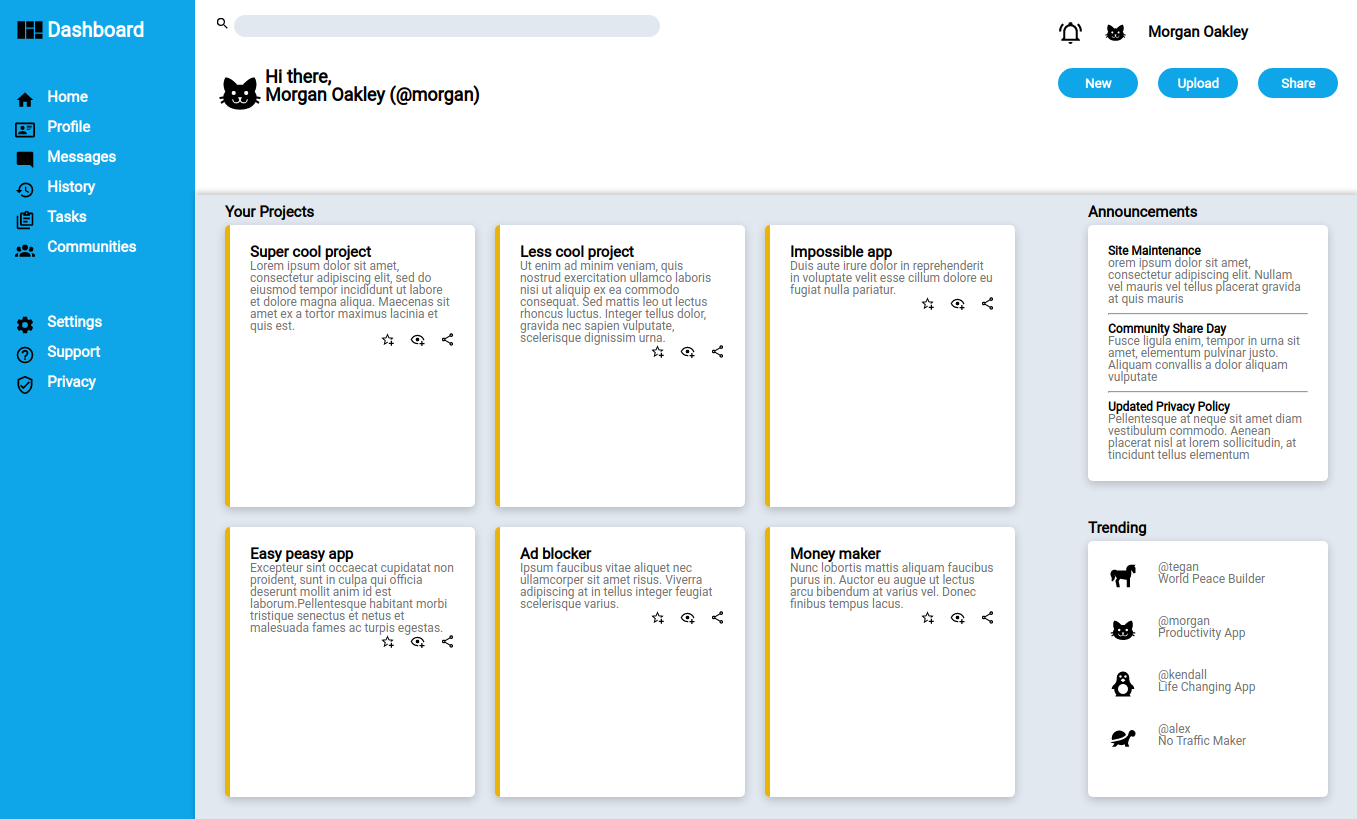 Dashboard
Home
Profile
Messages
History
Tasks
Communities
Settings
Support
Privacy
Morgan Oakley
Hi there,
Morgan Oakley (@morgan)
New
Upload
Share
Your Projects
Super cool project
Lorem ipsum dolor sit amet,
consectetur adipiscing elit, sed do
eiusmod tempor incididunt ut labore
et dolore magna aliqua. Maecenas sit
amet ex a tortor maximus lacinia et
quis est.
Less cool project
Ut enim ad minim veniam, quis
nostrud exercitation ullamco laboris
nisi ut aliquip ex ea commodo
consequat. Sed mattis leo ut lectus
rhoncus luctus. Integer tellus dolor,
gravida nec sapien vulputate,
scelerisque dignissim urna.
Impossible app
Duis aute irure dolor in reprehenderit
in voluptate velit esse cillum dolore eu
fugiat nulla pariatur.
Easy peasy app
Excepteur sint occaecat cupidatat non
proident, sunt in culpa qui officia
deserunt mollit anim id est
laborum.Pellentesque habitant morbi
tristique senectus et netus et
malesuada fames ac turpis egestas.
Ad blocker
Ipsum faucibus vitae aliquet nec
ullamcorper sit amet risus. Viverra
adipiscing at in tellus integer feugiat
scelerisque varius.
Money maker
Nunc lobortis mattis aliquam faucibus
purus in. Auctor eu augue ut lectus
arcu bibendum at varius vel. Donec
finibus tempus lacus.
Announcements
Site Maintenance
orem ipsum dolor sit amet,
consectetur adipiscing elit. Nullam
vel mauris vel tellus placerat gravida
at quis mauris
Community Share Day
Fusce ligula enim, tempor in urna sit
amet, elementum pulvinar justo.
Aliquam convallis a dolor aliquam
vulputate
Updated Privacy Policy
Pellentesque at neque sit amet diam
vestibulum commodo. Aenean
placerat nisl at lorem sollicitudin, at
tincidunt tellus elementum
Trending
@tegan
World Peace Builder
@morgan
Productivity App
@kendall
Life Changing App
@alex
No Traffic Maker